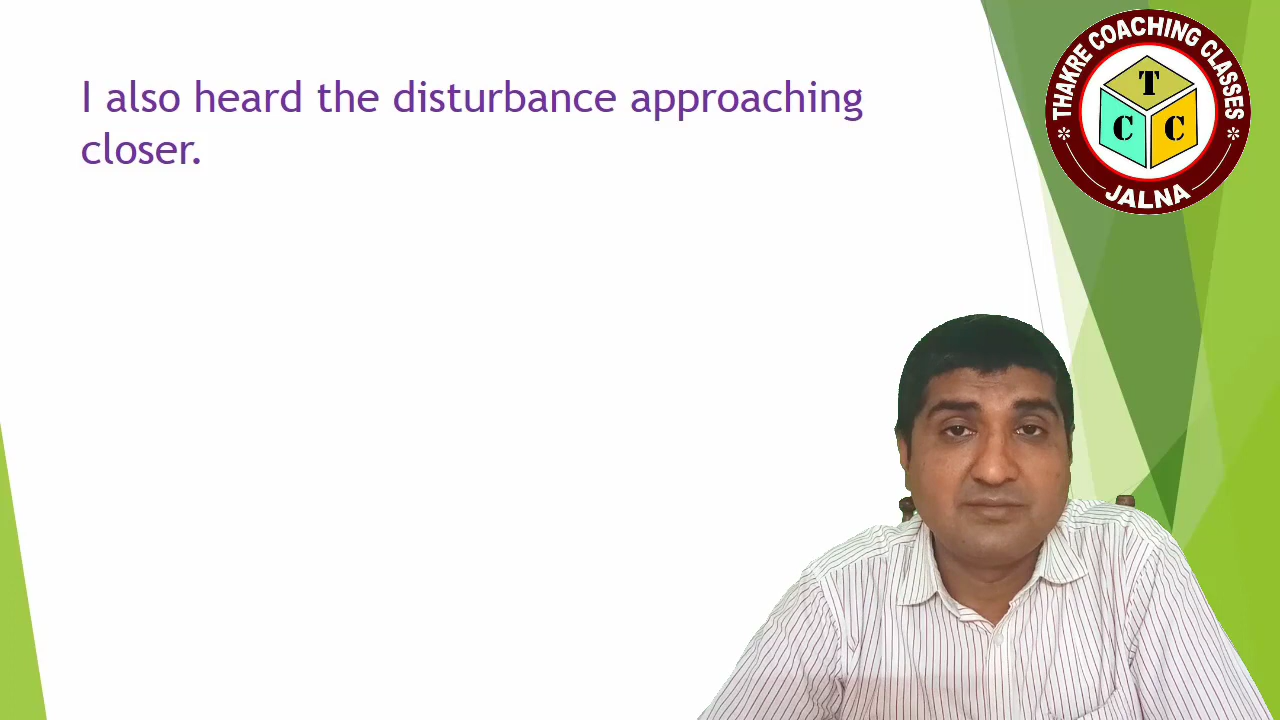 I also heard the disturbance approaching
closer.
THAKRE COACHING CLASSES
T
C C
JALNA